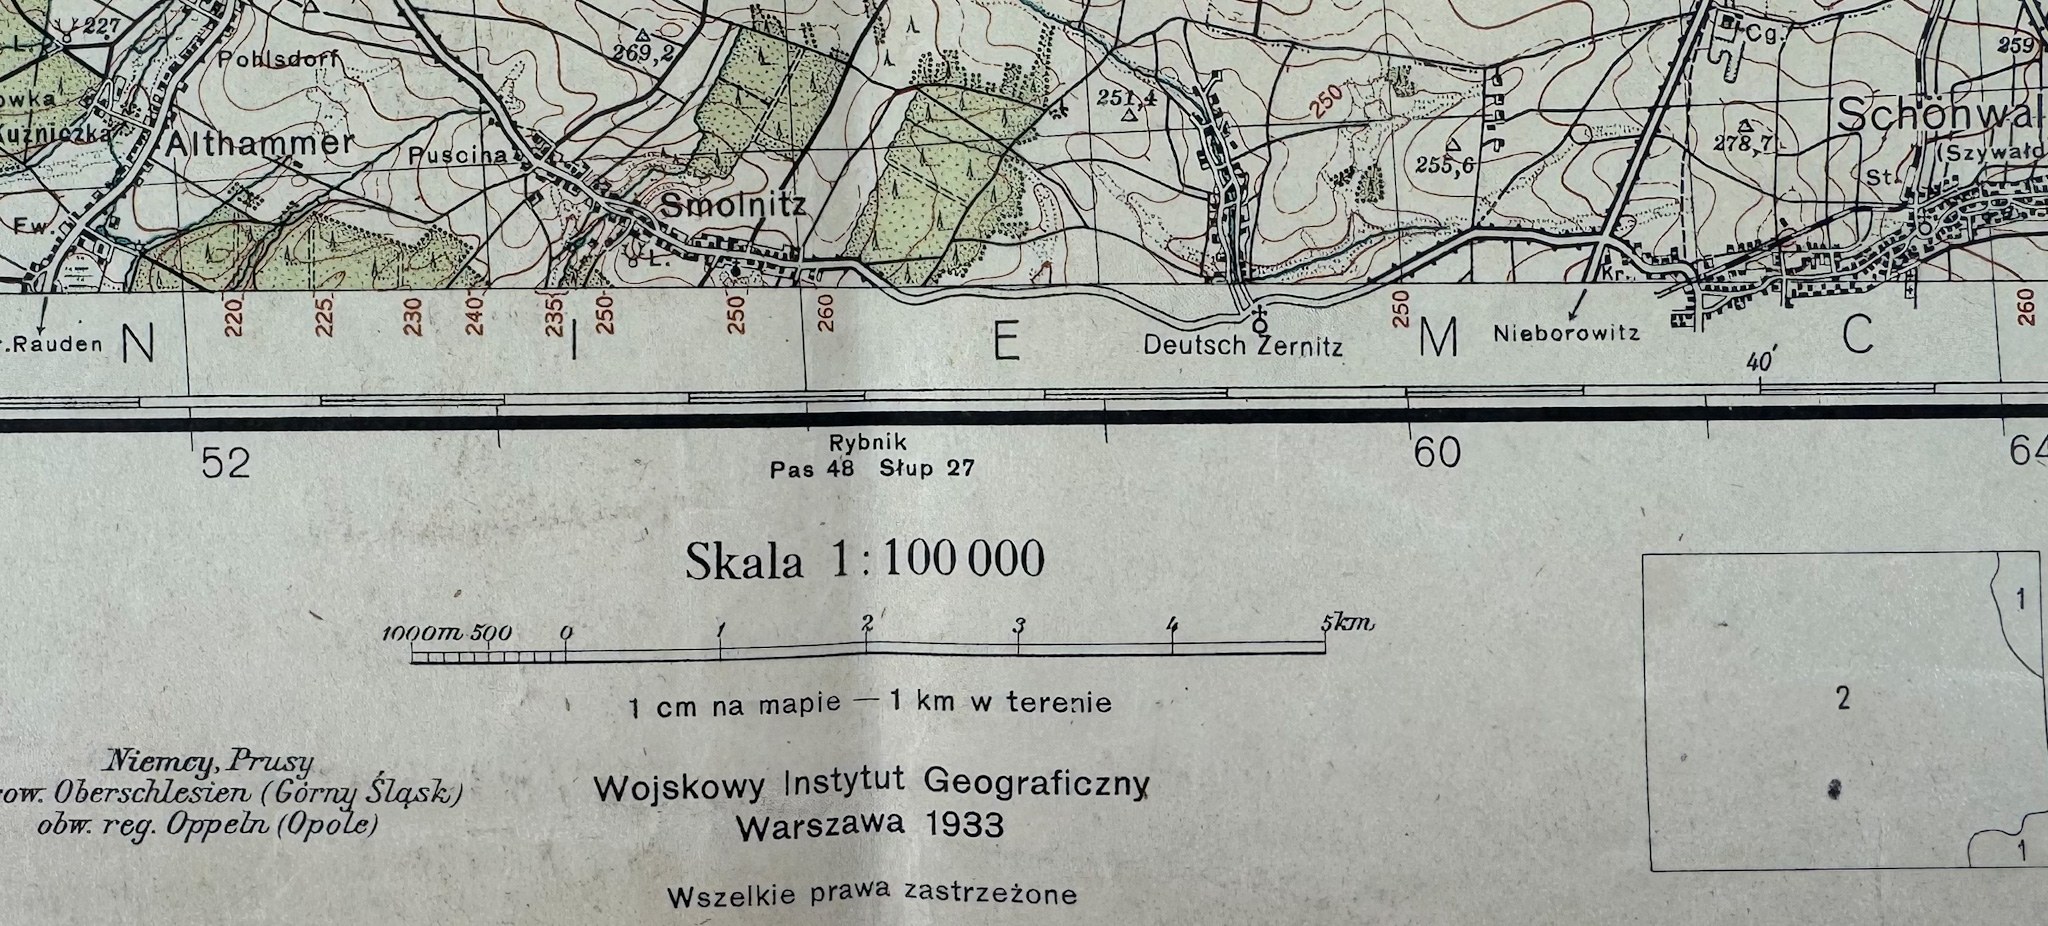 227
Pohlsdorf
269,2
Cg.
259
251,4
250
Kuźniczka
Althammer
Puscina
255,6
278,7
Schönwal
(Szywałd
St.
Smolnitz
Fw.
L.
Kr.
220
225
230
240
235
250
250
260
250
260
.Rauden
N
I
E
M
C
Deutsch Zernitz
Nieborowitz
40'
52
60
64
Rybnik
Pas 48 Słup 27
Skala 1:100 000
1000m 500 0 1 2 3 4 5km
1 cm na mapie — 1 km w terenie
1
2
1
Niemcy, Prusy
ow. Oberschlesien (Górny Śląsk)
obw. reg. Oppeln (Opole)
Wojskowy Instytut Geograficzny
Warszawa 1933
Wszelkie prawa zastrzeżone